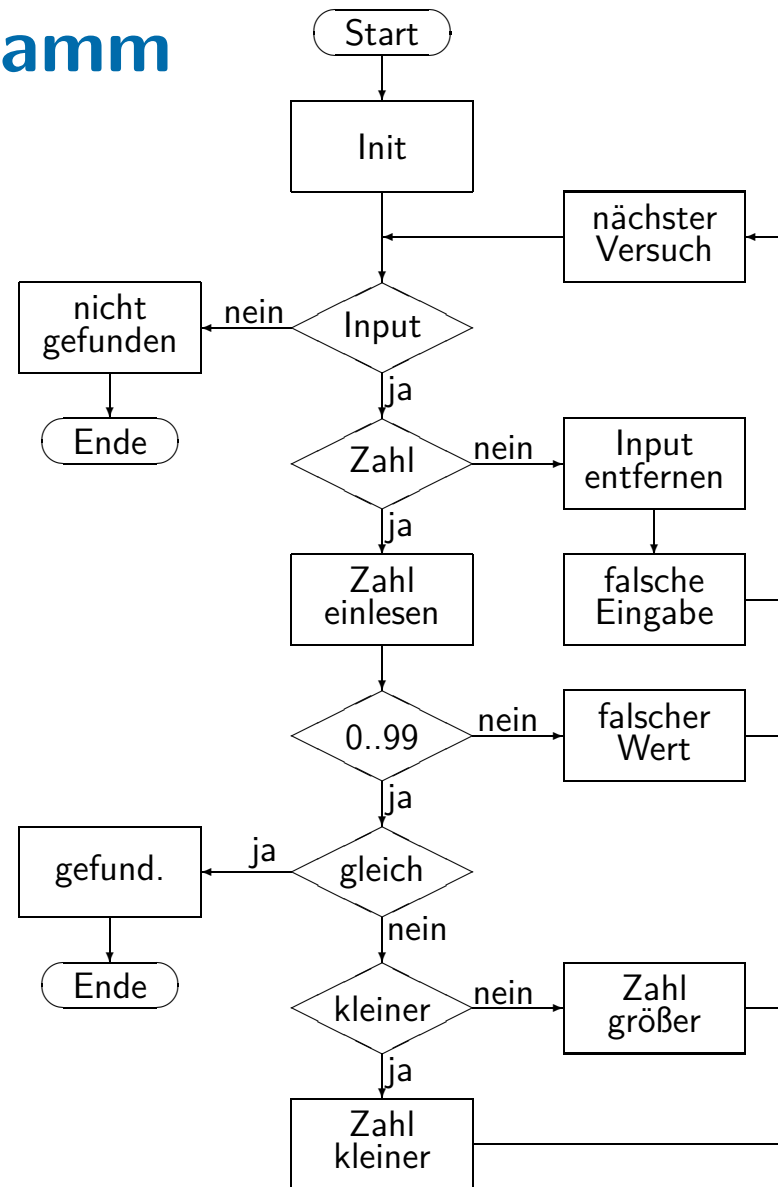 amm
Start
Init
nächster
Versuch
nicht
gefunden
nein
Input
ja
Ende
Zahl
nein
Input
entfernen
ja
Zahl
einlesen
falsche
Eingabe
0..99
nein
falscher
Wert
ja
gefund.
ja
gleich
nein
Ende
kleiner
nein
Zahl
größer
ja
Zahl
kleiner